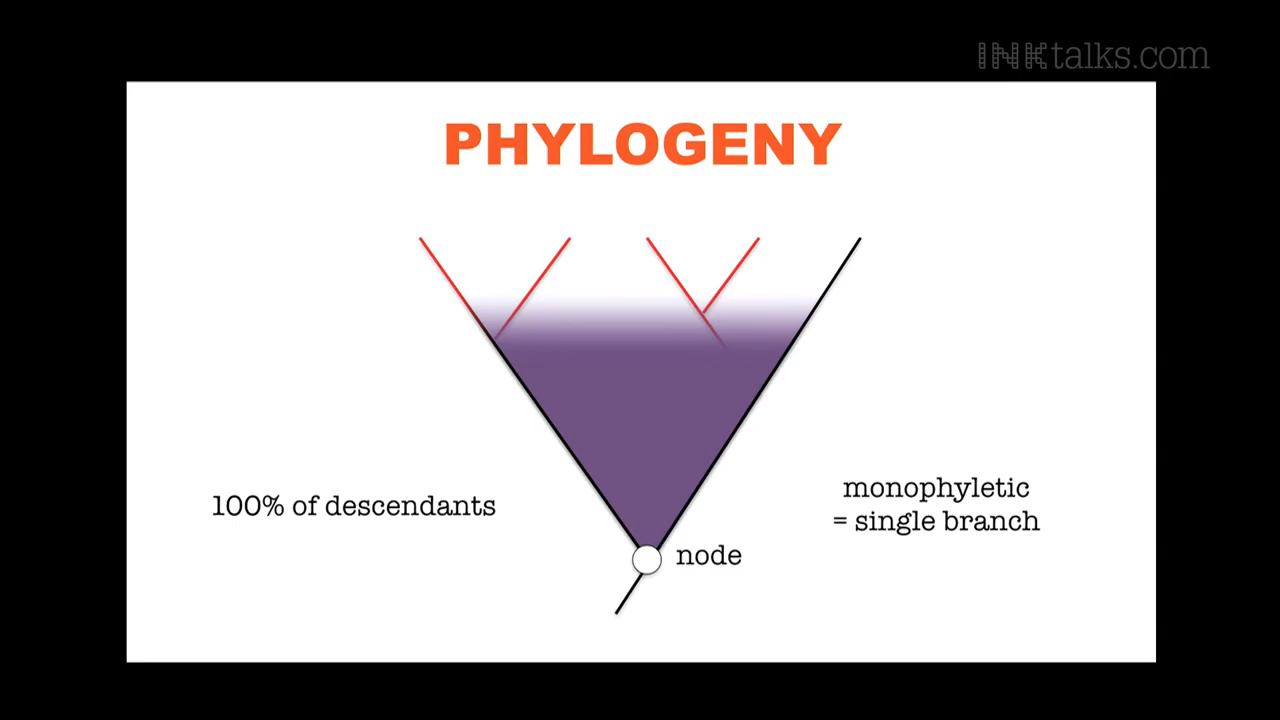 INKtalks.com
PHYLOGENY
monophyletic
100% of descendants
= single branch
node